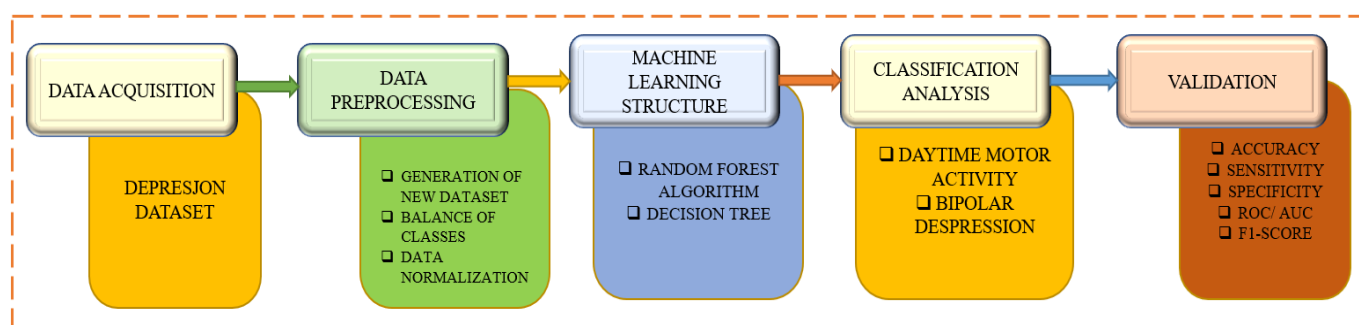 DATA ACQUISITION
DEPRESJON
DATASET
DATA
PREPROCESSING
❑ GENERATION OF
NEW DATASET
❑ BALANCE OF
CLASSES
❑ DATA
NORMALIZATION
MACHINE
LEARNING
STRUCTURE
❑ RANDOM FOREST
ALGORITHM
❑ DECISION TREE
CLASSIFICATION
ANALYSIS
❑ DAYTIME MOTOR
ACTIVITY
❑ BIPOLAR
DESPRESSION
VALIDATION
❑ ACCURACY
❑ SENSITIVITY
❑ SPECIFICITY
❑ ROC/ AUC
❑ F1-SCORE